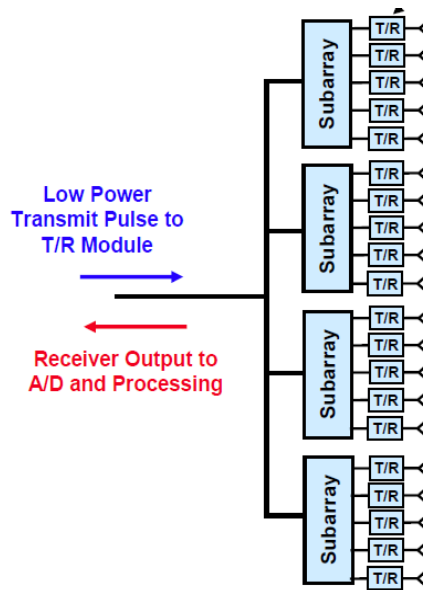 T/R
T/R
T/R
T/R
T/R
Subarray
T/R
T/R
T/R
T/R
T/R
Subarray
Low Power
Transmit Pulse to
T/R Module
Receiver Output to
A/D and Processing
T/R
T/R
T/R
T/R
T/R
Subarray
T/R
T/R
T/R
T/R
T/R
Subarray